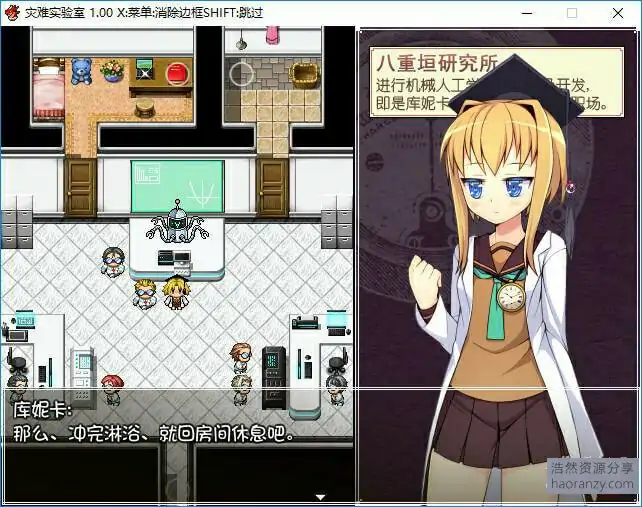 灾难实验室 1.00 X:菜单:消除边框SHIFT:跳过
八重垣研究所
进行机械人工学
开发,
即是库妮卡
职场。
库妮卡:
那么、冲完淋浴、就回房间休息吧。
浩然资源分享
haoranzy.com